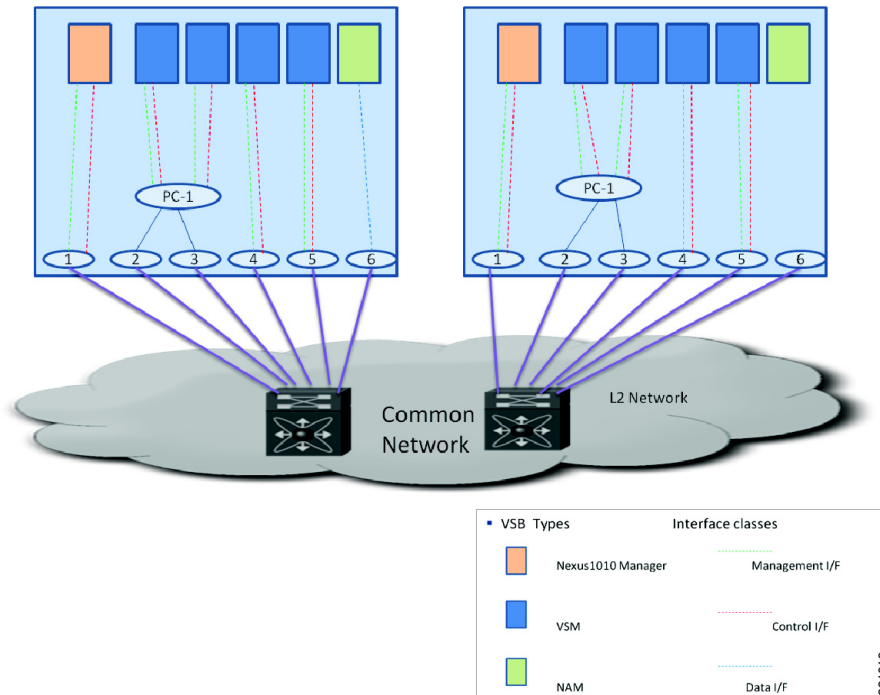 PC-1
1 2 3 4 5 6
PC-1
1 2 3 4 5 6
Common
Network
L2 Network
▪ VSB Types Interface classes
Nexus1010 Manager Management I/F
VSM Control I/F
NAM Data I/F